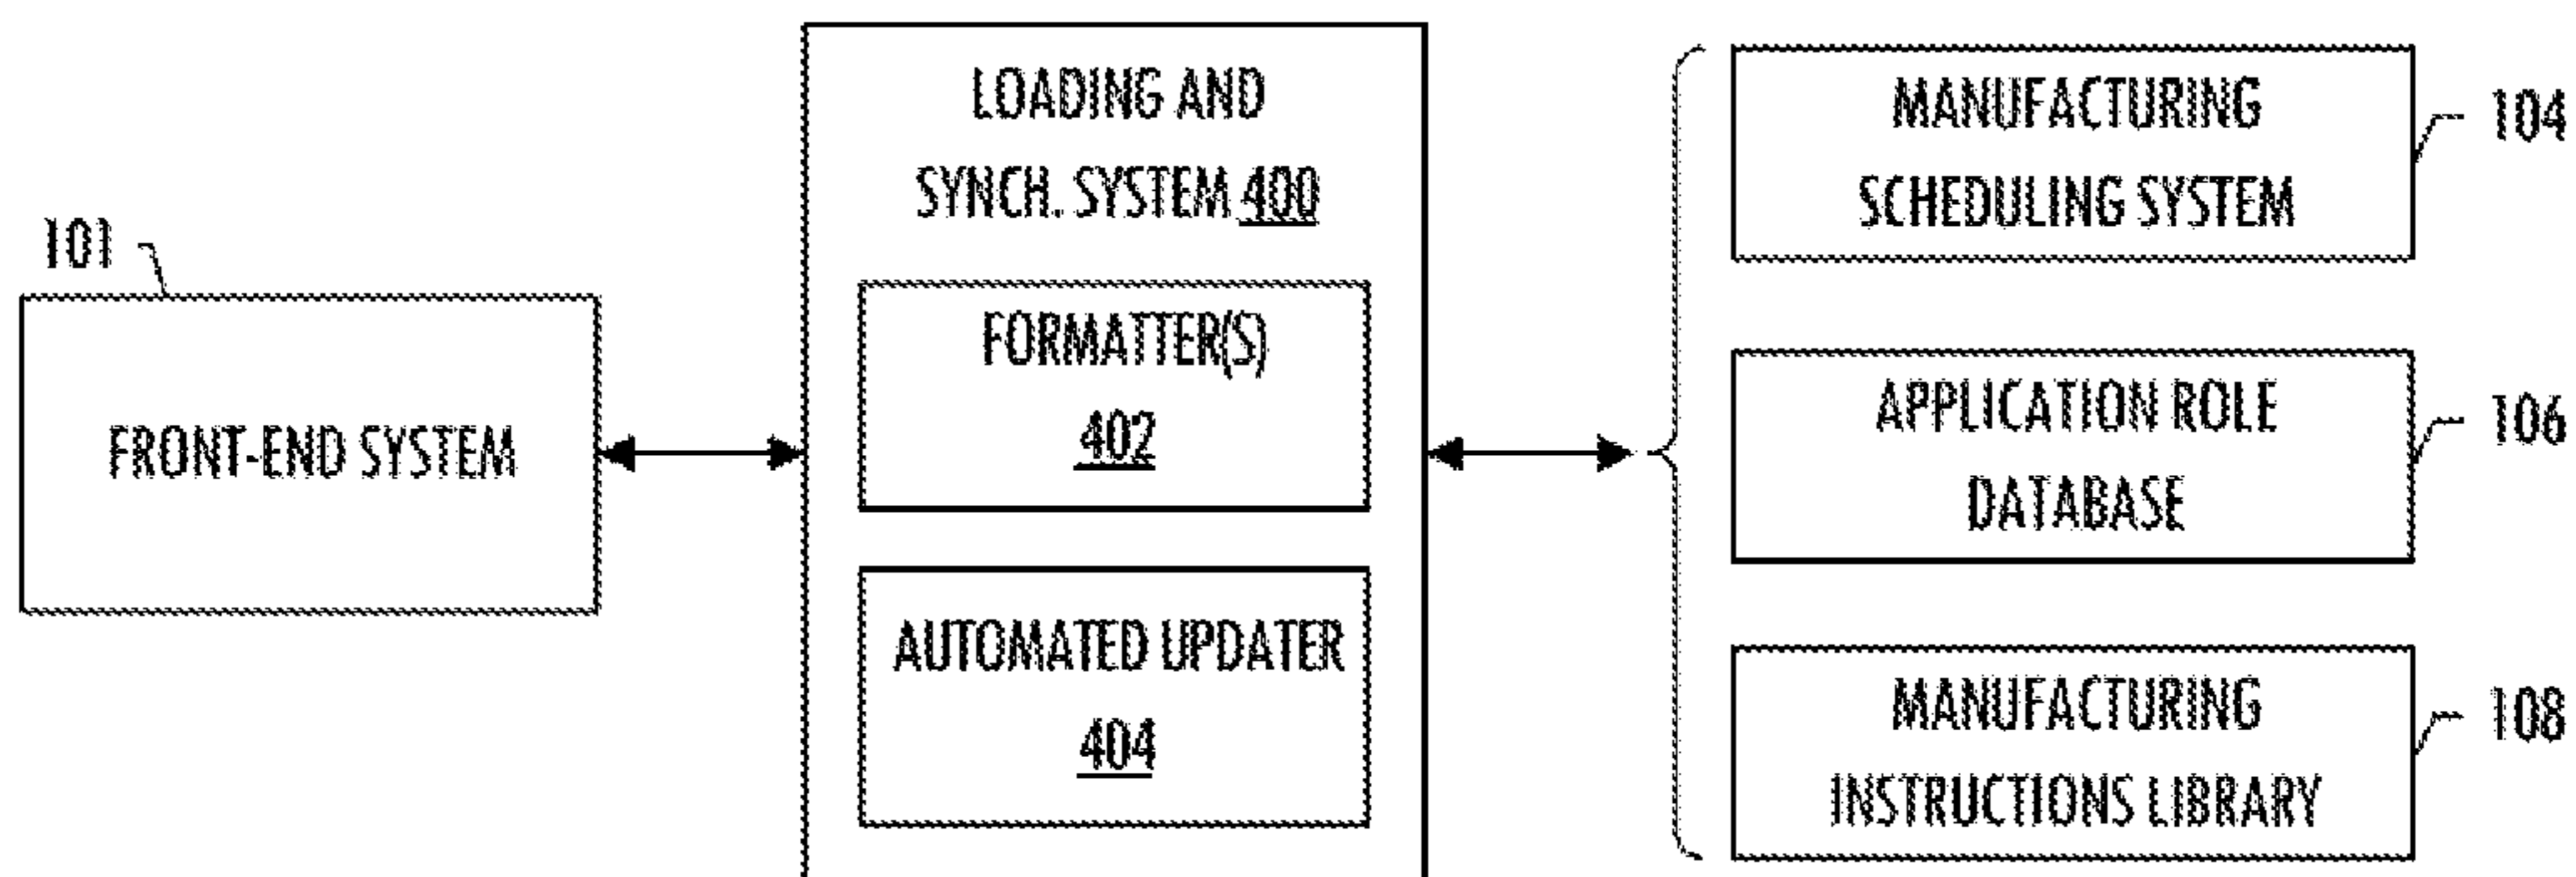 101
FRONT-END SYSTEM
LOADING AND
SYNCH. SYSTEM 400
FORMATTER(S)
402
AUTOMATED UPDATER
404
MANUFACTURING
SCHEDULING SYSTEM
104
APPLICATION ROLE
DATABASE
106
MANUFACTURING
INSTRUCTIONS LIBRARY
108